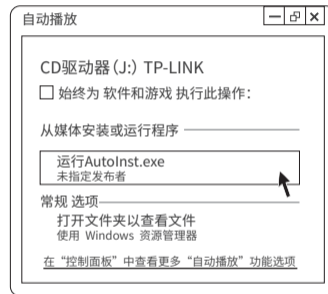 自动播放
CD驱动器(J:) TP-LINK
始终为 软件和游戏 执行此操作：
从媒体安装或运行程序
运行AutoInst.exe
未指定发布者
常规 选项
打开文件夹以查看文件
使用 Windows 资源管理器
在“控制面板”中查看更多“自动播放”功能选项